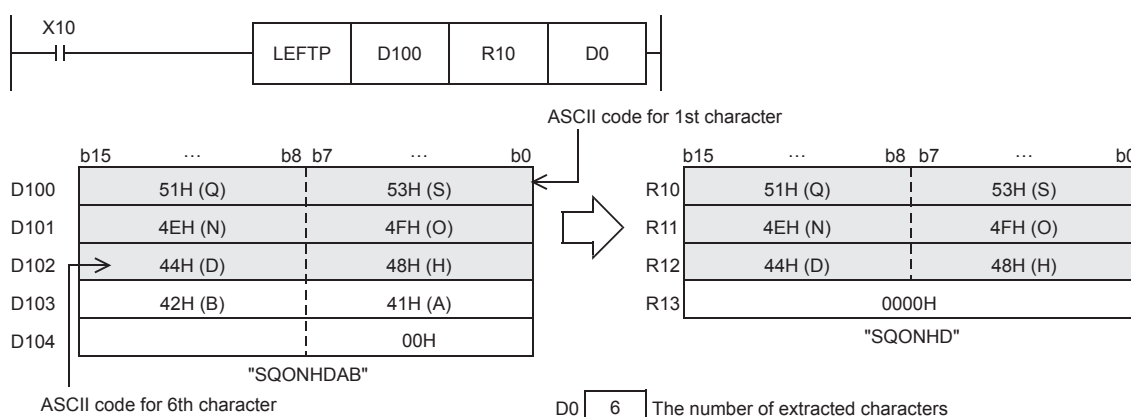 X10
LEFTP D100 R10 D0
ASCII code for 1st character
b15 ··· b8 b7 ··· b0
D100 51H (Q) 53H (S)
D101 4EH (N) 4FH (O)
D102 44H (D) 48H (H)
D103 42H (B) 41H (A)
D104 00H
"SQONHDAB"
ASCII code for 6th character
b15 ··· b8 b7 ··· b0
R10 51H (Q) 53H (S)
R11 4EH (N) 4FH (O)
R12 44H (D) 48H (H)
R13 0000H
"SQONHD"
D0 6 The number of extracted characters